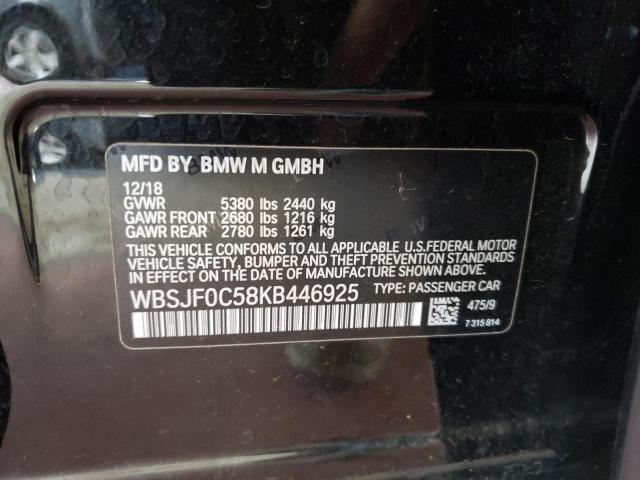 MFD BY BMW M GMBH
12/18
GVWR 5380 lbs 2440 kg
GAWR FRONT 2680 lbs 1216 kg
GAWR REAR 2780 lbs 1261 kg
THIS VEHICLE CONFORMS TO ALL APPLICABLE U.S. FEDERAL MOTOR
VEHICLE SAFETY, BUMPER AND THEFT PREVENTION STANDARDS
IN EFFECT ON THE DATE OF MANUFACTURE SHOWN ABOVE.
WBSJF0C58KB446925 TYPE: PASSENGER CAR
475/9
7 315 814